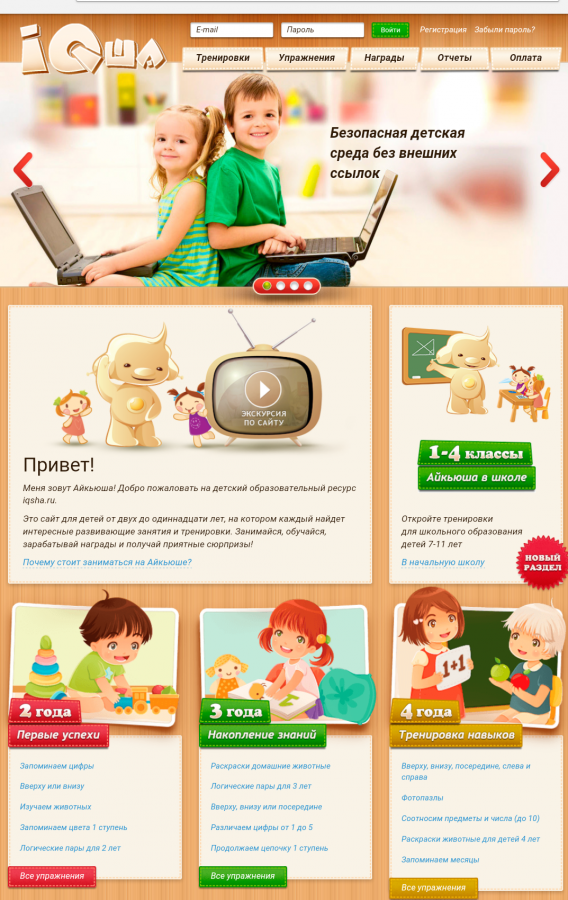 IQша
E-mail
Пароль
Войти
Регистрация
Забыли пароль?
Тренировки
Упражнения
Награды
Отчеты
Оплата
Безопасная детская
среда без внешних
ссылок
ЭКСКУРСИЯ
ПО САЙТУ
Привет!
Меня зовут Айкьюша! Добро пожаловать на детский образовательный ресурс
iqsha.ru.
Это сайт для детей от двух до одиннадцати лет, на котором каждый найдет
интересные развивающие занятия и тренировки. Занимайся, обучайся,
зарабатывай награды и получай приятные сюрпризы!
Почему стоит заниматься на Айкьюше?
1-4 классы
Айкьюша в школе
Откройте тренировки
для школьного образования
детей 7-11 лет
В начальную школу
НОВЫЙ
РАЗДЕЛ
2 года
Первые успехи
Запоминаем цифры
Вверху или внизу
Изучаем животных
Запоминаем цвета 1 ступень
Логические пары для 2 лет
Все упражнения
3 года
Накопление знаний
Раскраски домашние животные
Логические пары для 3 лет
Вверху, внизу или посередине
Различаем цифры от 1 до 5
Продолжаем цепочку 1 ступень
Все упражнения
1+1
4 года
Тренировка навыков
Вверху, внизу, посередине, слева и
справа
Фотопазлы
Соотносим предметы и числа (до 10)
Раскраски животные для детей 4 лет
Запоминаем месяцы
Все упражнения